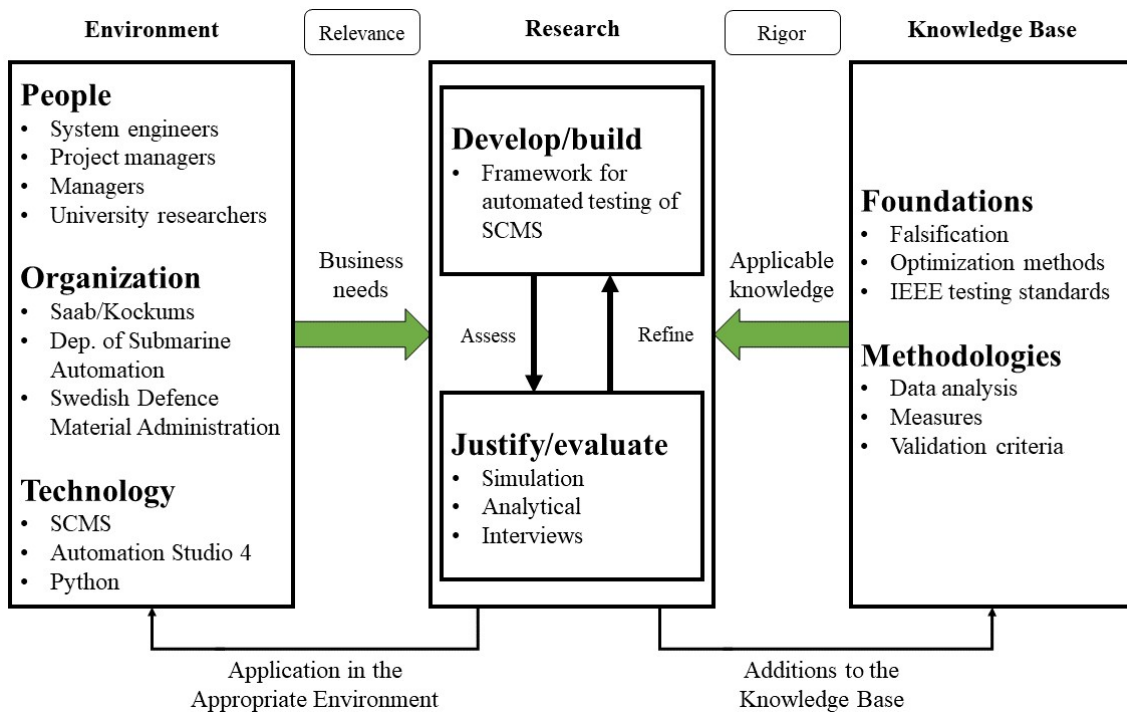 Environment
Relevance
Research
Rigor
Knowledge Base
People
• System engineers
• Project managers
• Managers
• University researchers
Organization
• Saab/Kockums
• Dep. of Submarine
Automation
• Swedish Defence
Material Administration
Technology
• SCMS
• Automation Studio 4
• Python
Business
needs
Develop/build
• Framework for
automated testing of
SCMS
Assess
Refine
Justify/evaluate
• Simulation
• Analytical
• Interviews
Applicable
knowledge
Foundations
• Falsification
• Optimization methods
• IEEE testing standards
Methodologies
• Data analysis
• Measures
• Validation criteria
Application in the
Appropriate Environment
Additions to the
Knowledge Base